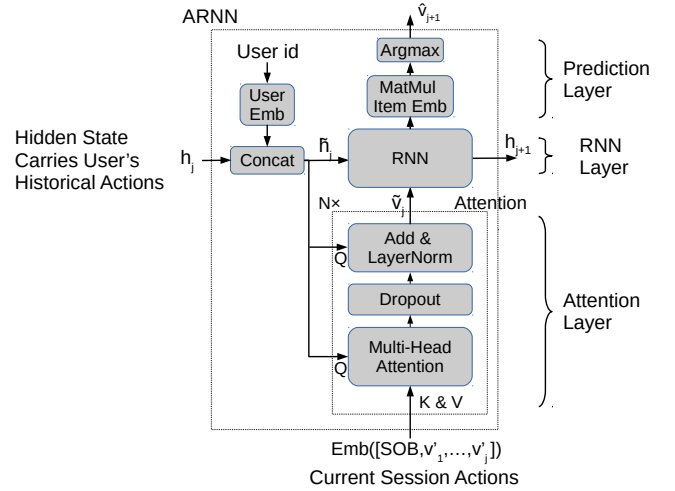 ARNN
v̂ⱼ₊₁
Argmax
Prediction
Layer
User id
User
Emb
MatMul
Item Emb
Hidden State
Carries User's
Historical Actions
hⱼ
Concat
h̃ⱼ
RNN
hⱼ₊₁
RNN
Layer
N×
ṽⱼ
Attention
Q
Add &
LayerNorm
Dropout
Attention
Layer
Q
Multi-Head
Attention
K & V
Emb([SOB,v'₁,...,v'ⱼ])
Current Session Actions